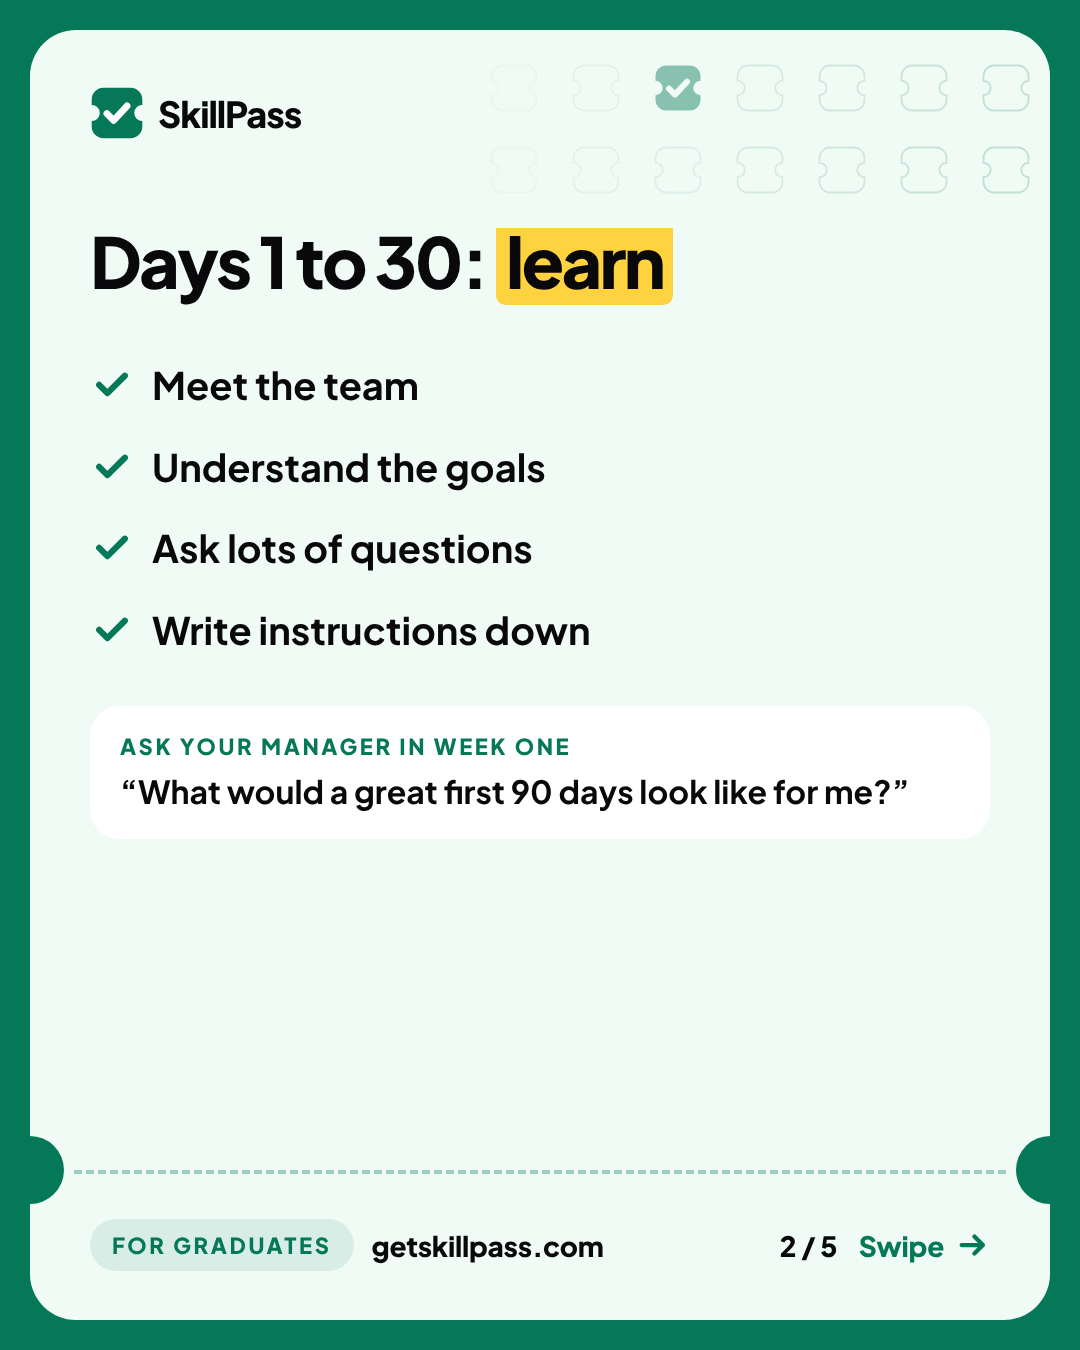 SkillPass
Days 1 to 30: learn
Meet the team
Understand the goals
Ask lots of questions
Write instructions down
ASK YOUR MANAGER IN WEEK ONE
“What would a great first 90 days look like for me?”
FOR GRADUATES getskillpass.com 2 / 5 Swipe →